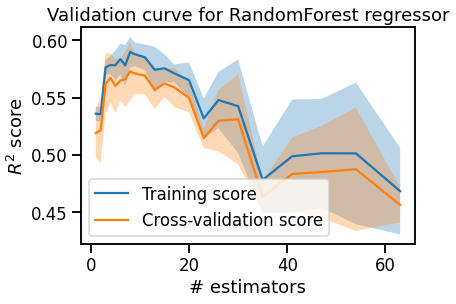 Validation curve for RandomForest regressor
0.60
0.55
0.50
0.45
R² score
Training score
Cross-validation score
0
20
40
60
# estimators